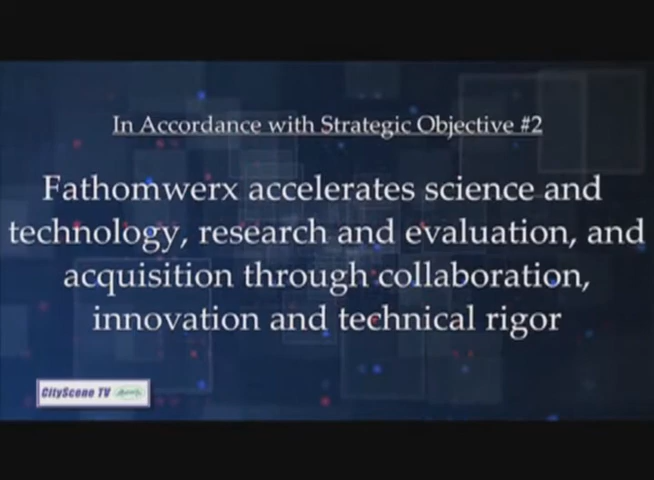 In Accordance with Strategic Objective #2
Fathomwerx accelerates science and
technology, research and evaluation, and
acquisition through collaboration,
innovation and technical rigor
CityScene TV